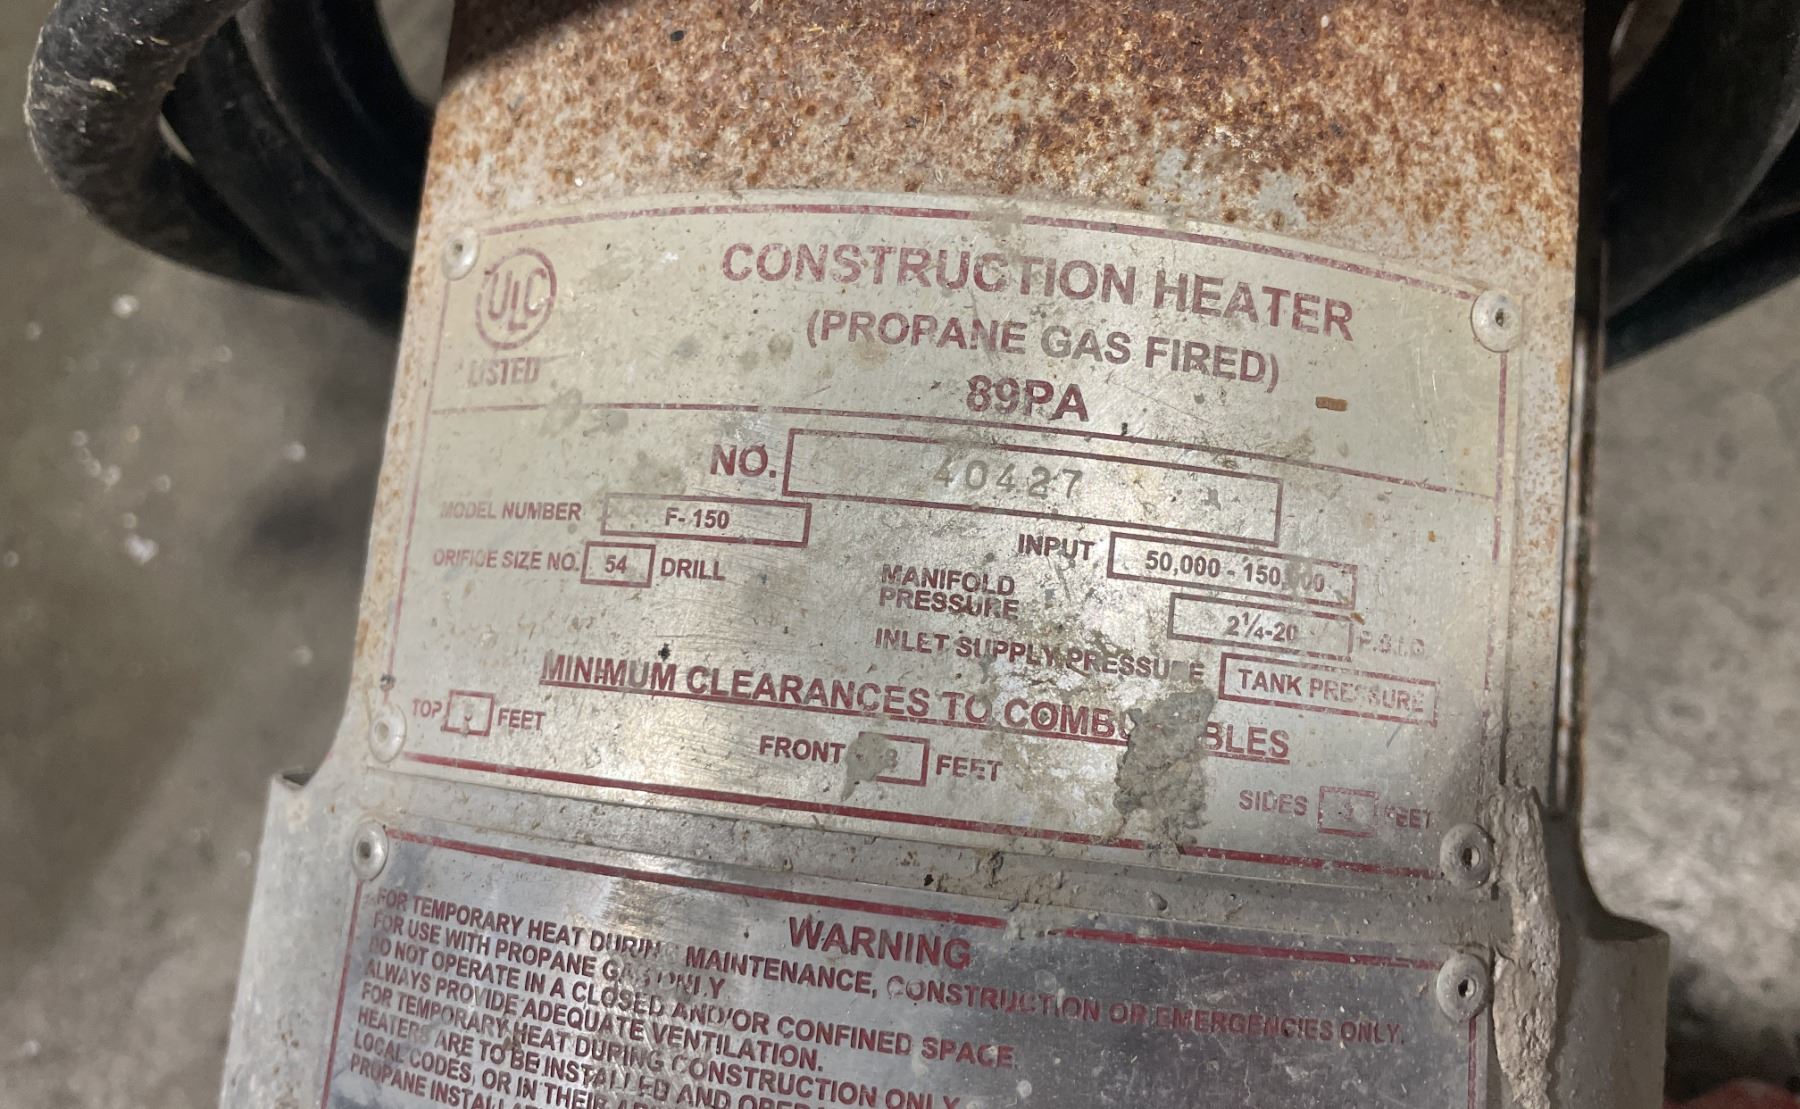 ULC
LISTED
CONSTRUCTION HEATER
(PROPANE GAS FIRED)
89PA
NO. 40427
MODEL NUMBER F-150
INPUT 50,000 - 150,000
ORIFICE SIZE NO. 54 DRILL
MANIFOLD PRESSURE 2¼-20 P.S.I.G.
INLET SUPPLY PRESSURE TANK PRESSURE
MINIMUM CLEARANCES TO COMBUSTIBLES
TOP FEET
FRONT FEET
SIDES FEET
WARNING
FOR TEMPORARY HEAT DURING MAINTENANCE, CONSTRUCTION OR EMERGENCIES ONLY.
FOR USE WITH PROPANE GAS ONLY
DO NOT OPERATE IN A CLOSED AND/OR CONFINED SPACE.
ALWAYS PROVIDE ADEQUATE VENTILATION.
FOR TEMPORARY HEAT DURING CONSTRUCTION ONLY
HEATERS ARE TO BE INSTALLED AND
LOCAL CODES, OR IN THEIR
PROPANE